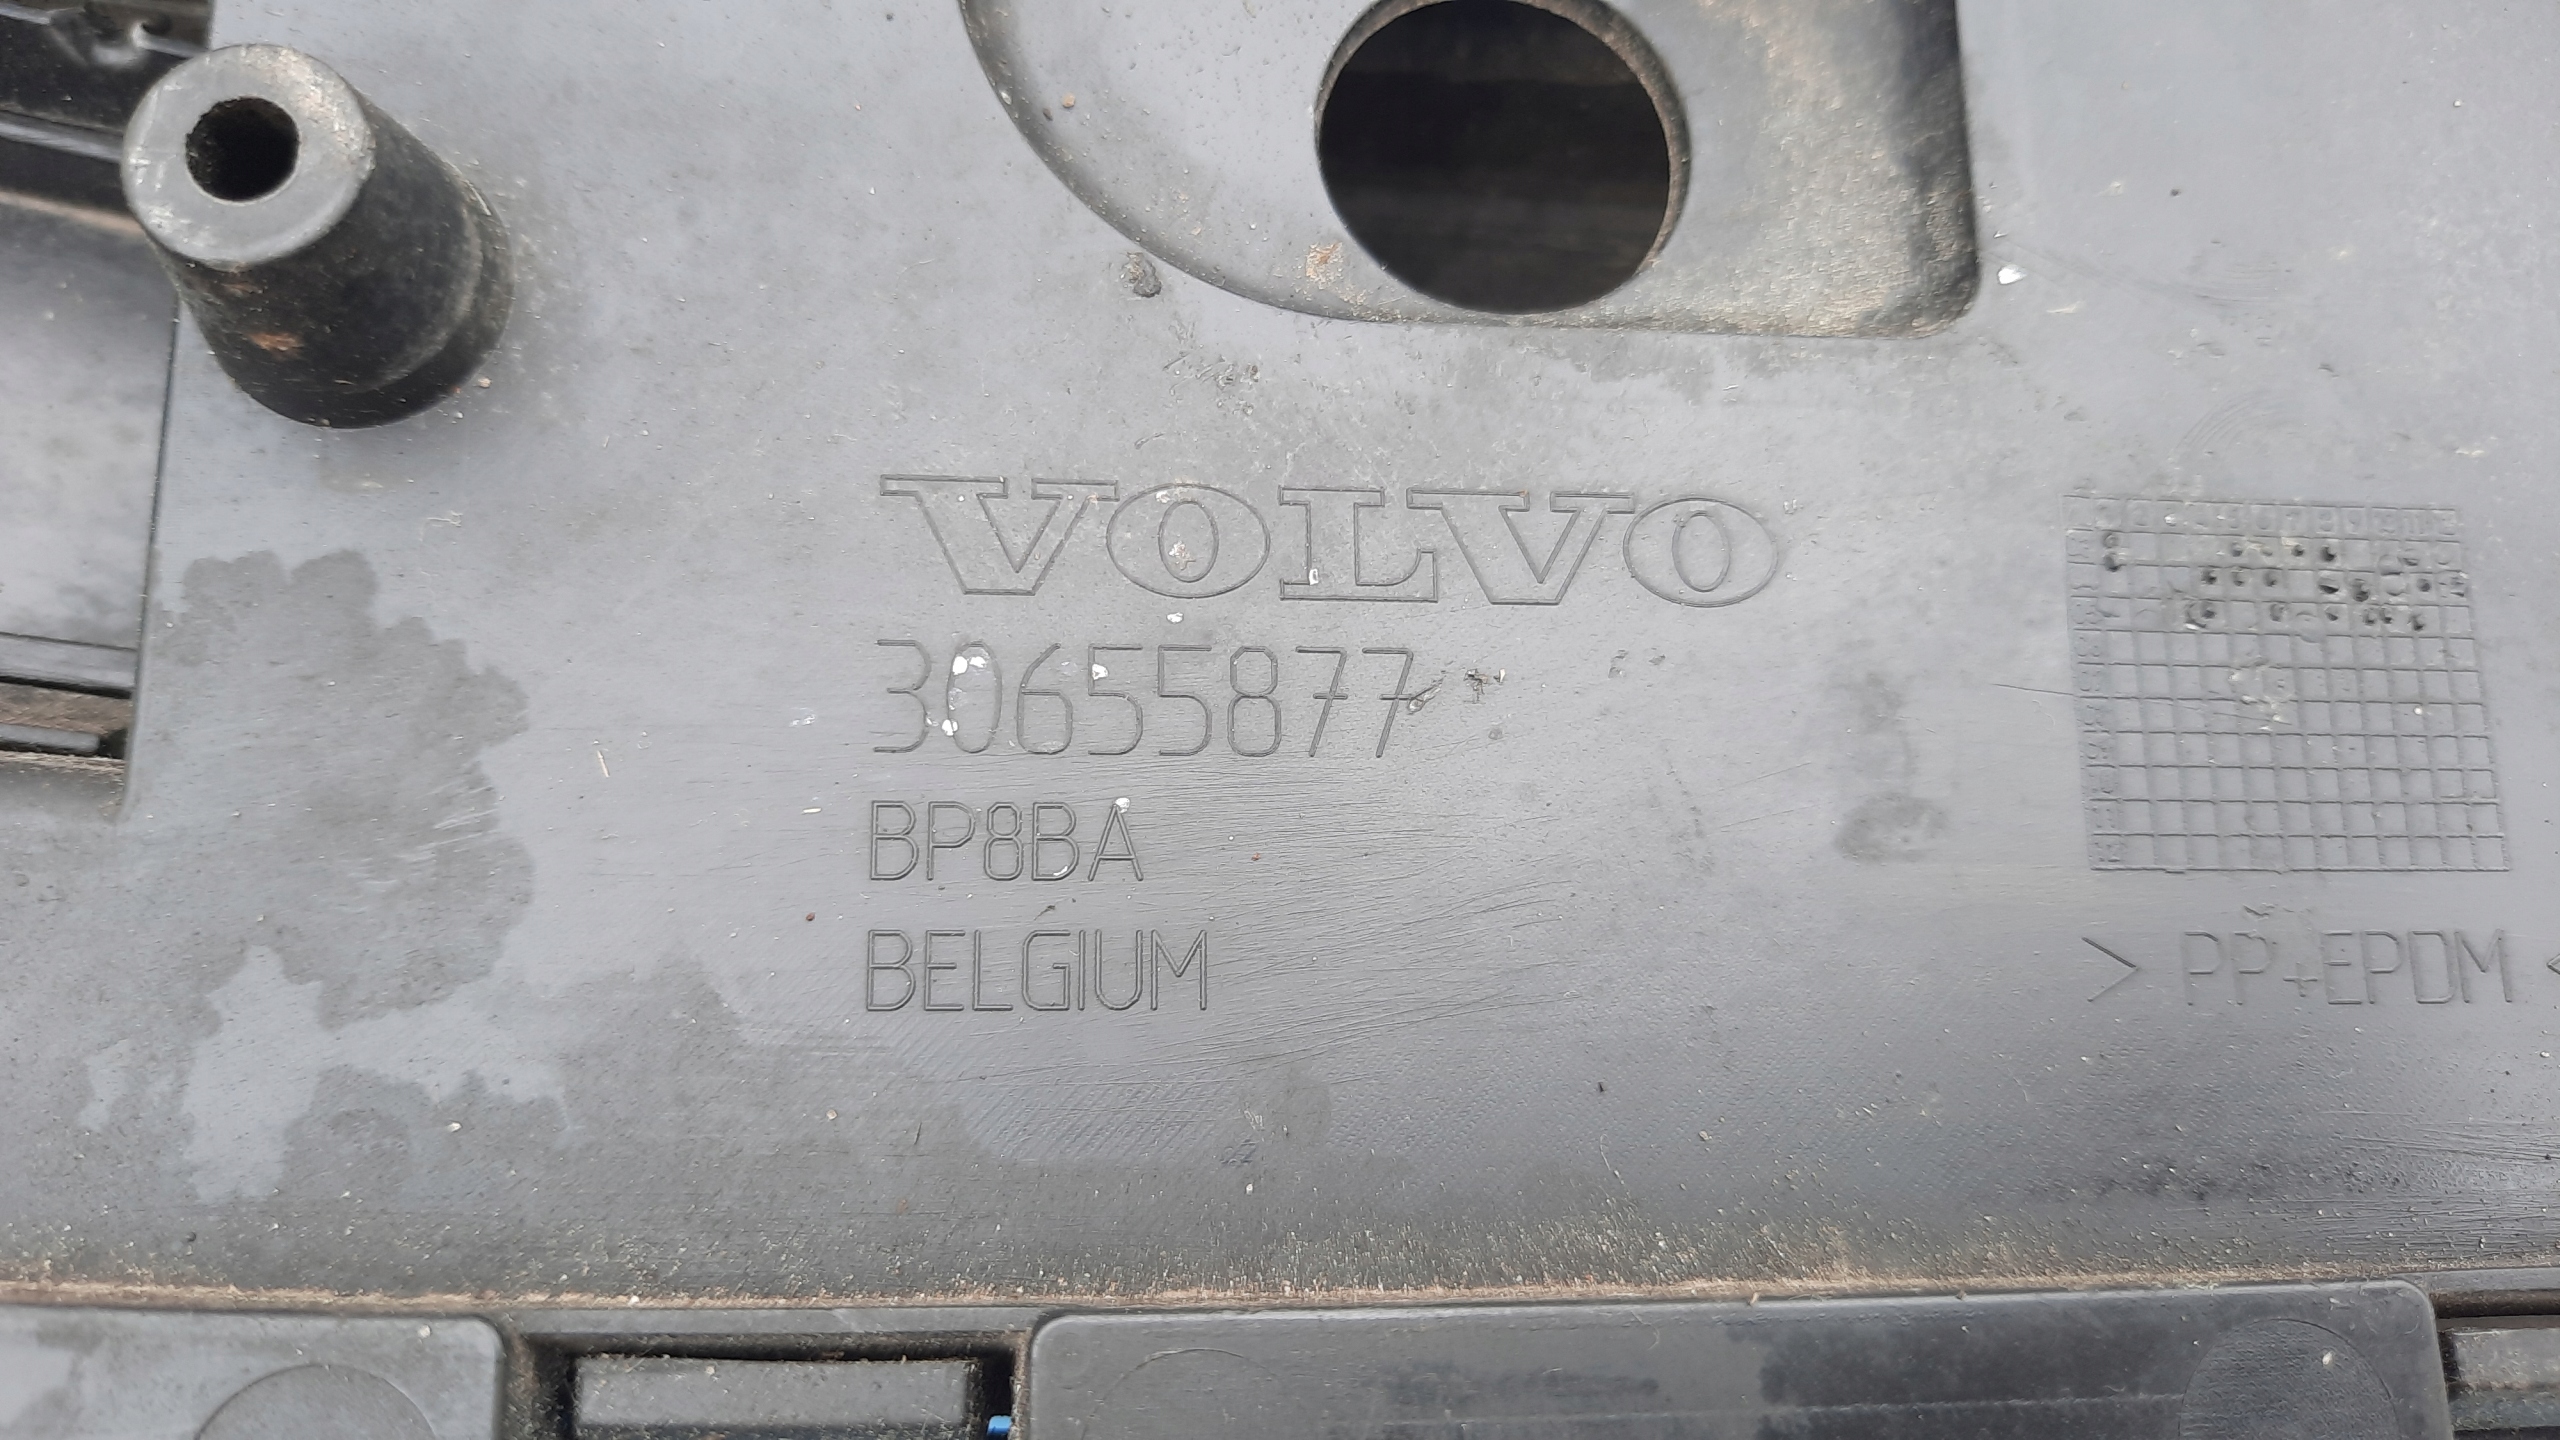 VOLVO
30655877
BP8BA
BELGIUM
> PP+EPDM <